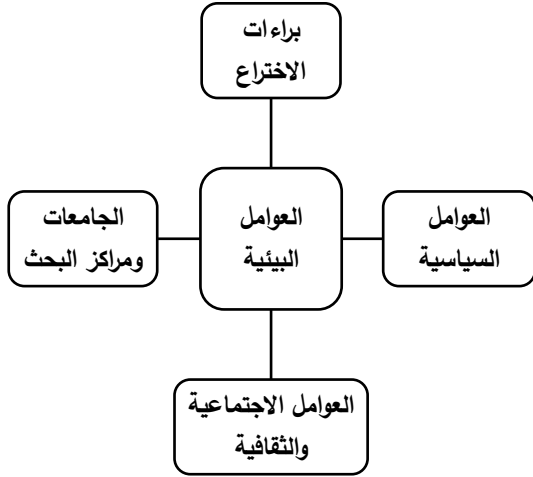 براءات
الاختراع
العوامل
السياسية
العوامل
البيئية
الجامعات
ومراكز البحث
العوامل الاجتماعية
والثقافية